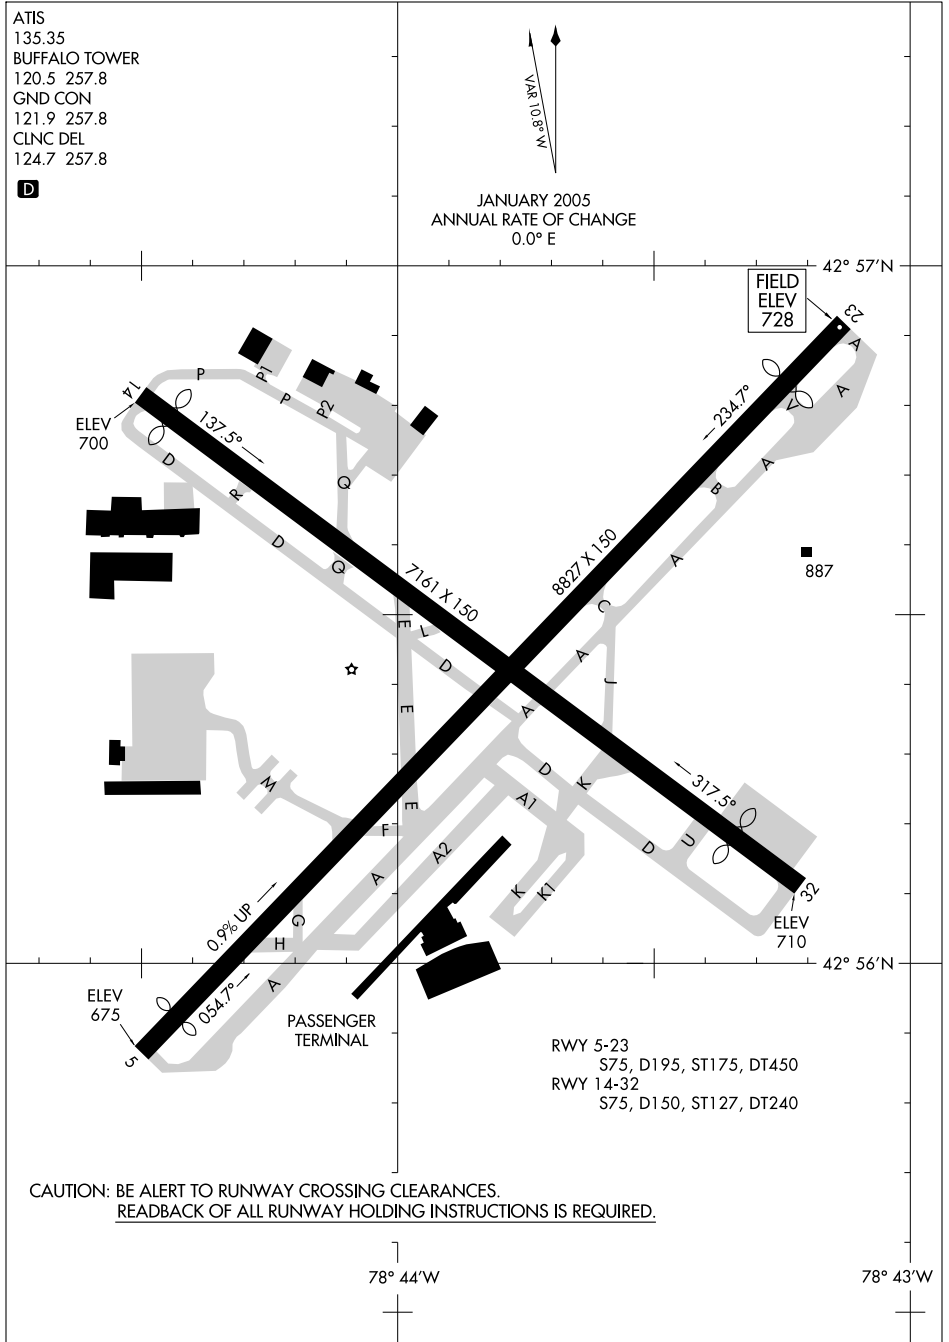 ATIS
135.35
BUFFALO TOWER
120.5 257.8
GND CON
121.9 257.8
CLNC DEL
124.7 257.8
D
VAR 10.8° W
JANUARY 2005
ANNUAL RATE OF CHANGE
0.0° E
42° 57'N
FIELD
ELEV
728
23
A
A
V
234.7°
P
P1
P
P2
14
ELEV
700
137.5°
D
R
Q
D
Q
B
A
A
887
7161 X 150
8827 X 150
C
E
L
D
A
J
E
A
D
K
317.5°
M
E
A1
F
A2
A
D
U
K
K1
32
ELEV
710
0.9% UP
G
H
A
054.7°
42° 56'N
ELEV
675
5
PASSENGER
TERMINAL
RWY 5-23
S75, D195, ST175, DT450
RWY 14-32
S75, D150, ST127, DT240
CAUTION: BE ALERT TO RUNWAY CROSSING CLEARANCES.
READBACK OF ALL RUNWAY HOLDING INSTRUCTIONS IS REQUIRED.
78° 44'W
78° 43'W